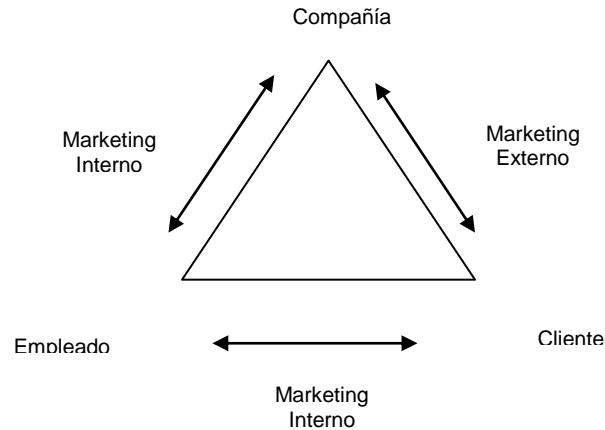 Compañía
Marketing
Interno
Marketing
Externo
Empleado
Cliente
Marketing
Interno